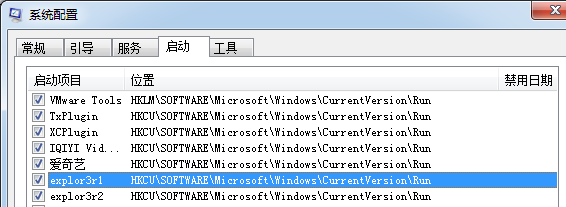 系统配置
常规 引导 服务 启动 工具
启动项目 位置 禁用日期
VMware Tools HKLM\SOFTWARE\Microsoft\Windows\CurrentVersion\Run
TxPlugin HKCU\SOFTWARE\Microsoft\Windows\CurrentVersion\Run
XCPlugin HKCU\SOFTWARE\Microsoft\Windows\CurrentVersion\Run
IQIYI Vid... HKCU\SOFTWARE\Microsoft\Windows\CurrentVersion\Run
爱奇艺 HKCU\SOFTWARE\Microsoft\Windows\CurrentVersion\Run
explor3r1 HKCU\SOFTWARE\Microsoft\Windows\CurrentVersion\Run
explor3r2 HKCU\SOFTWARE\Microsoft\Windows\CurrentVersion\Run